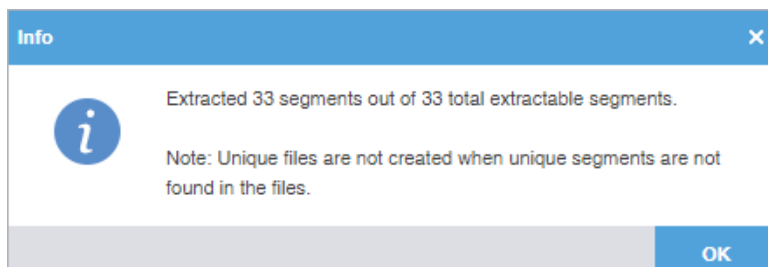 Info
Extracted 33 segments out of 33 total extractable segments.
Note: Unique files are not created when unique segments are not
found in the files.
OK